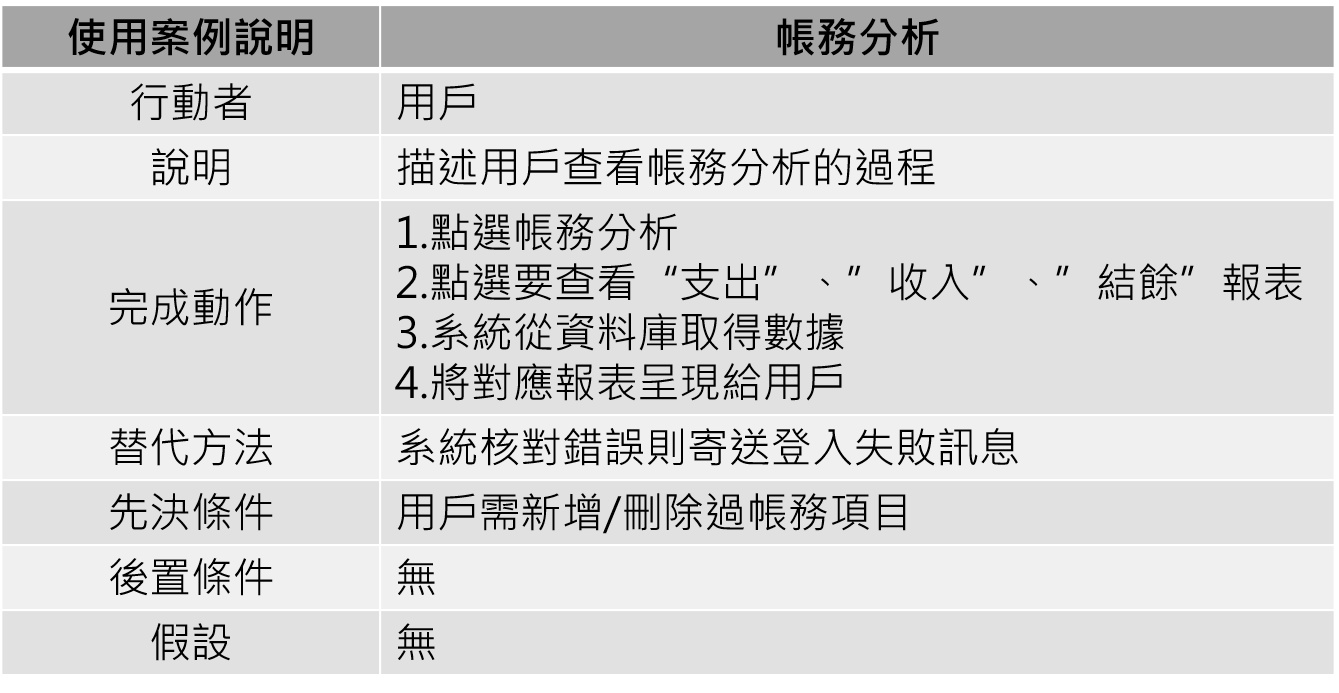 使用案例說明 帳務分析
行動者 用戶
說明 描述用戶查看帳務分析的過程
完成動作 1.點選帳務分析
2.點選要查看“支出”、”收入”、”結餘”報表
3.系統從資料庫取得數據
4.將對應報表呈現給用戶
替代方法 系統核對錯誤則寄送登入失敗訊息
先決條件 用戶需新增/刪除過帳務項目
後置條件 無
假設 無